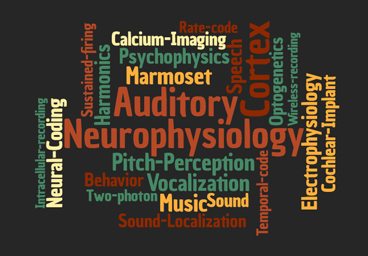 Rate-code
Calcium-Imaging
Psychophysics
Marmoset
Sustained-firing
Harmonics
Speech
Cortex
Optogenetics
Wireless-recording
Auditory
Neurophysiology
Intracellular-recording
Neural-Coding
Electrophysiology
Cochlear-Implant
Pitch-Perception
Behavior
Vocalization
Two-photon
Music
Sound
Temporal-code
Sound-Localization